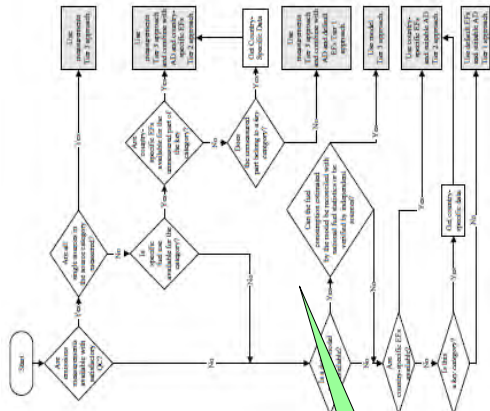 Start
Are
emissions
measurements
available with
satisfactory
QC?
Yes
No
Are all
single sources in
the source category
measured?
Yes
No
Use
measurements
Tier 3 approach
Is
specific
fuel use
available for the
category?
Yes
No
Are
country-
specific EFs
available for the
unmeasured part of
the key
category?
Yes
No
Use
measurements
Tier 3 approach
and combine with
AD and country-
specific EFs
Tier 2 approach.
Does
the unmeasured
part belong to a key
category?
Yes
No
Get Country-
Specific Data
Use
measurements
Tier 3 approach
and combine with
AD and default
EFs Tier 1
approach.
Is a
available?
Yes
No
Can the fuel
consumption estimated
by the model be reconciled with
national fuel statistics or be
verified by independent
sources?
Yes
No
Use model
Tier 3
approach.
Are
country-specific EFs
available?
Yes
No
Use country-
specific EFs
and suitable AD
Tier 2 approach.
Is this
a key category?
Yes
No
Get country-
specific data.
Use default EFs
and suitable AD
Tier 1 approach.